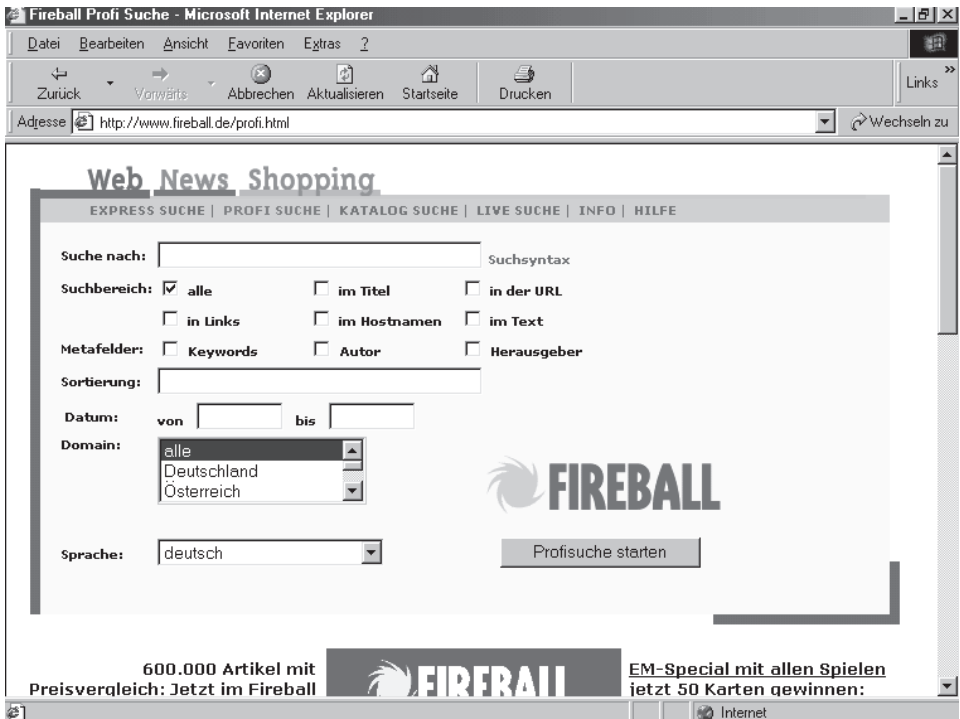 Fireball Profi Suche - Microsoft Internet Explorer
Datei Bearbeiten Ansicht Favoriten Extras ?
Zurück Vorwärts Abbrechen Aktualisieren Startseite Drucken Links »
Adresse http://www.fireball.de/profi.html Wechseln zu
Web News Shopping
EXPRESS SUCHE | PROFI SUCHE | KATALOG SUCHE | LIVE SUCHE | INFO | HILFE
Suche nach: Suchsyntax
Suchbereich: alle im Titel in der URL
in Links im Hostnamen im Text
Metafelder: Keywords Autor Herausgeber
Sortierung:
Datum: von bis
Domain: alle
Deutschland
Österreich
FIREBALL
Sprache: deutsch Profisuche starten
600.000 Artikel mit
Preisvergleich: Jetzt im Fireball
FIREBALL
EM-Special mit allen Spielen
jetzt 50 Karten gewinnen:
Internet